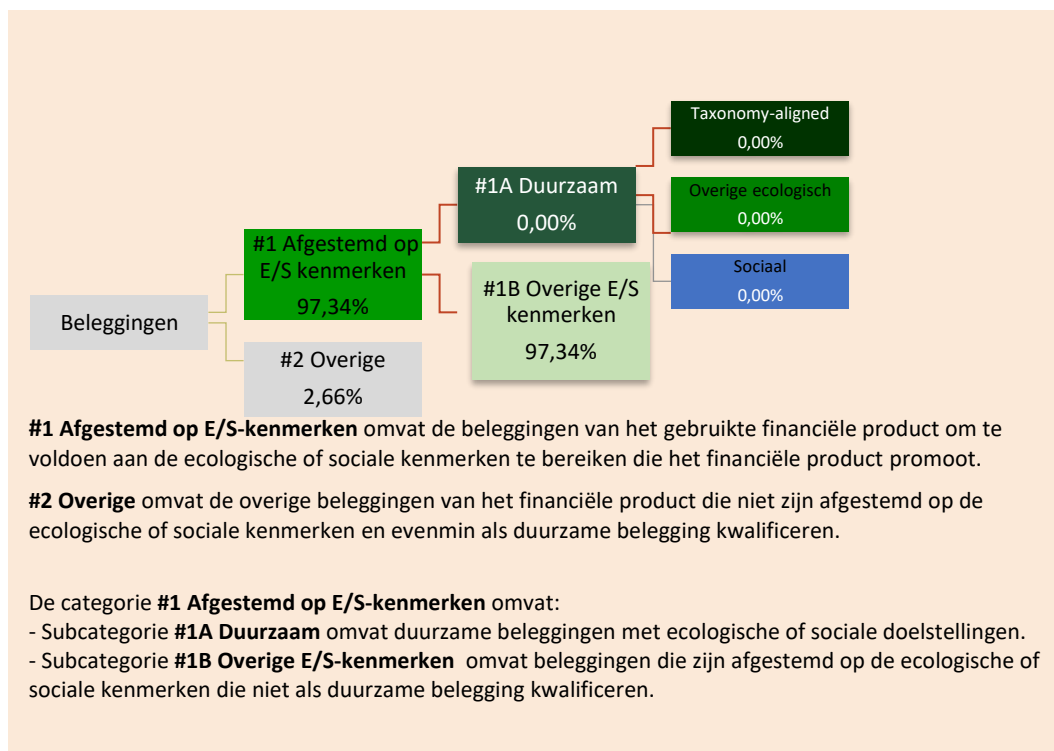 Taxonomy-aligned
0,00%
#1A Duurzaam
0,00%
Overige ecologisch
0,00%
#1 Afgestemd op
E/S kenmerken
97,34%
Sociaal
0,00%
#1B Overige E/S
kenmerken
97,34%
Beleggingen
#2 Overige
2,66%
#1 Afgestemd op E/S-kenmerken omvat de beleggingen van het gebruikte financiële product om te
voldoen aan de ecologische of sociale kenmerken te bereiken die het financiële product promoot.
#2 Overige omvat de overige beleggingen van het financiële product die niet zijn afgestemd op de
ecologische of sociale kenmerken en evenmin als duurzame belegging kwalificeren.
De categorie #1 Afgestemd op E/S-kenmerken omvat:
- Subcategorie #1A Duurzaam omvat duurzame beleggingen met ecologische of sociale doelstellingen.
- Subcategorie #1B Overige E/S-kenmerken omvat beleggingen die zijn afgestemd op de ecologische of
sociale kenmerken die niet als duurzame belegging kwalificeren.